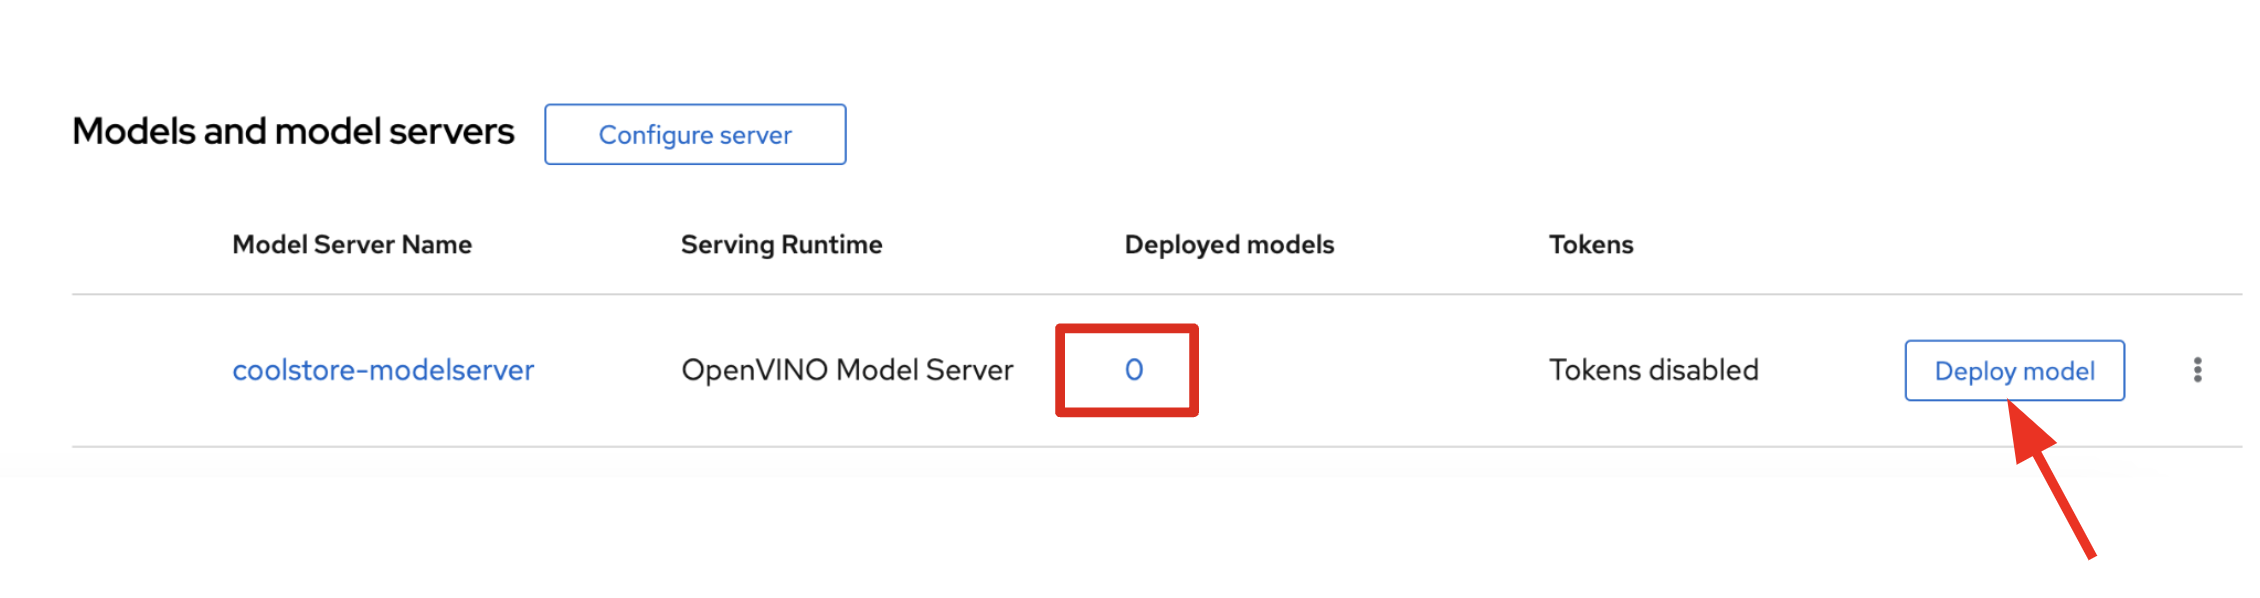 Models and model servers Configure server
Model Server Name Serving Runtime Deployed models Tokens
coolstore-modelserver OpenVINO Model Server 0 Tokens disabled Deploy model